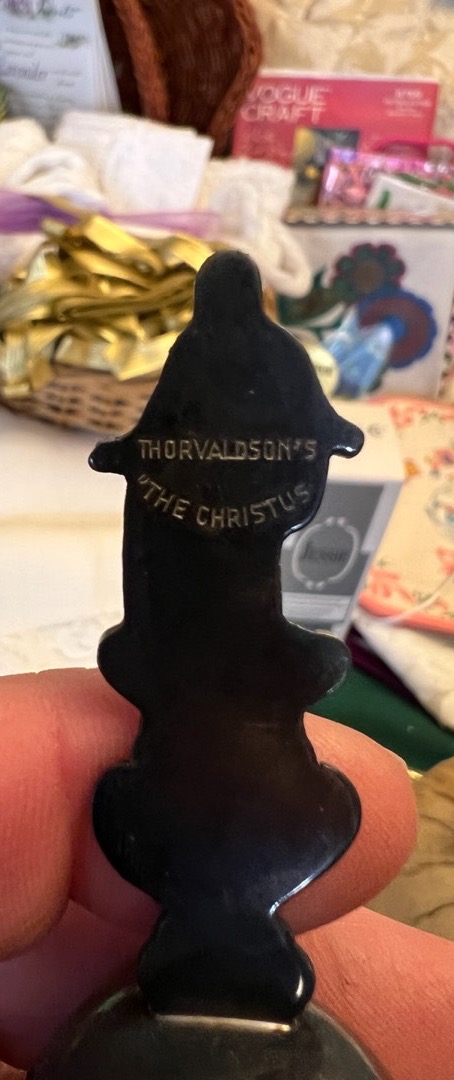 VOGUE
CRAFT
THORVALDSON'S
"THE CHRISTUS